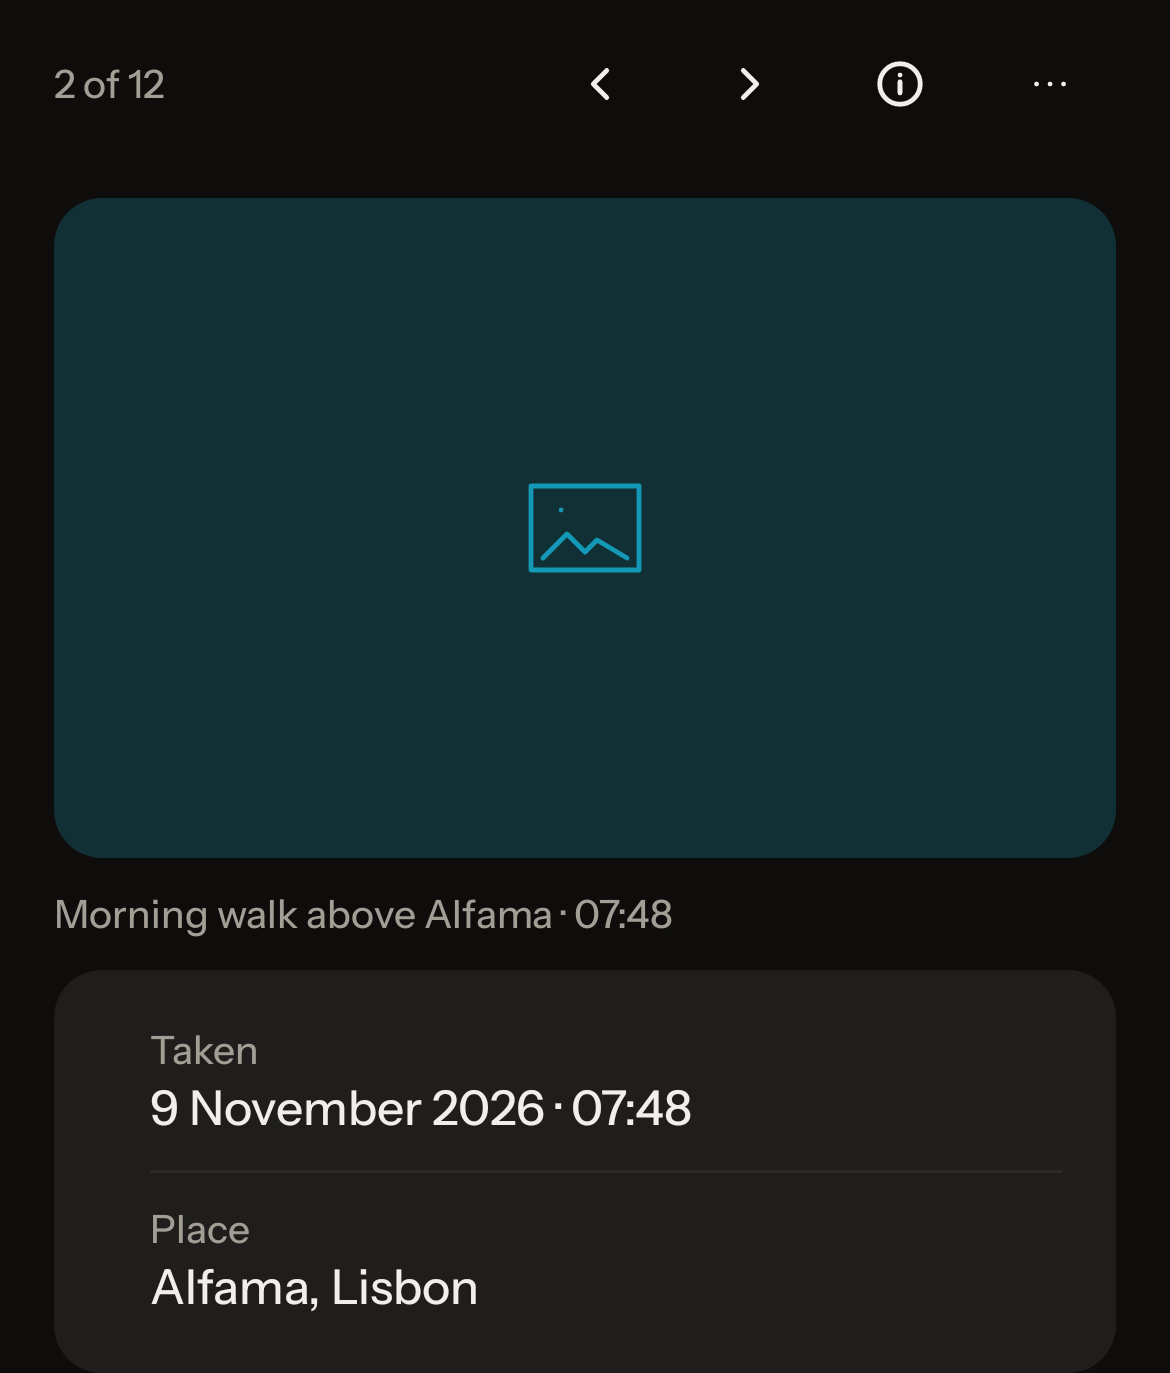 2 of 12
Morning walk above Alfama · 07:48
Taken
9 November 2026 · 07:48
Place
Alfama, Lisbon